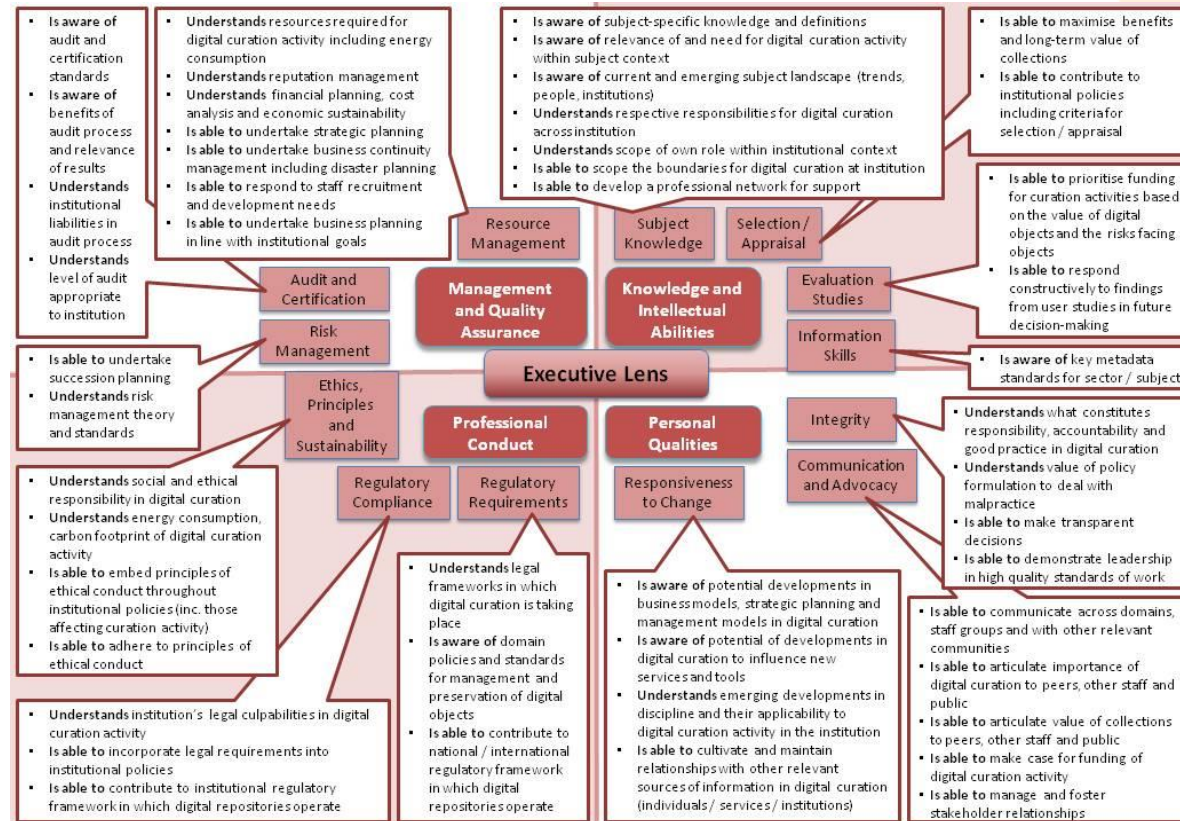 ▪ Is aware of
audit and
certification
standards
▪ Is aware of
benefits of
audit process
and relevance
of results
▪ Understands
institutional
liabilities in
audit process
▪ Understands
level of audit
appropriate
to institution
▪ Understands resources required for
digital curation activity including energy
consumption
▪ Understands reputation management
▪ Understands financial planning, cost
analysis and economic sustainability
▪ Is able to undertake strategic planning
▪ Is able to undertake business continuity
management including disaster planning
▪ Is able to respond to staff recruitment
and development needs
▪ Is able to undertake business planning
in line with institutional goals
▪ Is aware of subject-specific knowledge and definitions
▪ Is aware of relevance of and need for digital curation activity
within subject context
▪ Is aware of current and emerging subject landscape (trends,
people, institutions)
▪ Understands respective responsibilities for digital curation
across institution
▪ Understands scope of own role within institutional context
▪ Is able to scope the boundaries for digital curation at institution
▪ Is able to develop a professional network for support
▪ Is able to maximise benefits
and long-term value of
collections
▪ Is able to contribute to
institutional policies
including criteria for
selection / appraisal
▪ Is able to prioritise funding
for curation activities based
on the value of digital
objects and the risks facing
objects
▪ Is able to respond
constructively to findings
from user studies in future
decision-making
Resource
Management
Subject
Knowledge
Selection /
Appraisal
Audit and
Certification
Management
and Quality
Assurance
Knowledge and
Intellectual
Abilities
Evaluation
Studies
Risk
Management
Information
Skills
▪ Is able to undertake
succession planning
▪ Understands risk
management theory
and standards
▪ Is aware of key metadata
standards for sector / subject
Executive Lens
Ethics,
Principles
and
Sustainability
Professional
Conduct
Personal
Qualities
Integrity
Regulatory
Compliance
Regulatory
Requirements
Responsiveness
to Change
Communication
and Advocacy
▪ Understands what constitutes
responsibility, accountability and
good practice in digital curation
▪ Understands value of policy
formulation to deal with
malpractice
▪ Is able to make transparent
decisions
▪ Is able to demonstrate leadership
in high quality standards of work
▪ Understands social and ethical
responsibility in digital curation
▪ Understands energy consumption,
carbon footprint of digital curation
activity
▪ Is able to embed principles of
ethical conduct throughout
institutional policies (inc. those
affecting curation activity)
▪ Is able to adhere to principles of
ethical conduct
▪ Understands institution's legal culpabilities in digital
curation activity
▪ Is able to incorporate legal requirements into
institutional policies
▪ Is able to contribute to institutional regulatory
framework in which digital repositories operate
▪ Understands legal
frameworks in which
digital curation is taking
place
▪ Is aware of domain
policies and standards
for management and
preservation of digital
objects
▪ Is able to contribute to
national / international
regulatory framework
in which digital
repositories operate
▪ Is aware of potential developments in
business models, strategic planning and
management models in digital curation
▪ Is aware of potential of developments in
digital curation to influence new
services and tools
▪ Understands emerging developments in
discipline and their applicability to
digital curation activity in the institution
▪ Is able to cultivate and maintain
relationships with other relevant
sources of information in digital curation
(individuals / services / institutions)
▪ Is able to communicate across domains,
staff groups and with other relevant
communities
▪ Is able to articulate importance of
digital curation to peers, other staff and
public
▪ Is able to articulate value of collections
to peers, other staff and public
▪ Is able to make case for funding of
digital curation activity
▪ Is able to manage and foster
stakeholder relationships